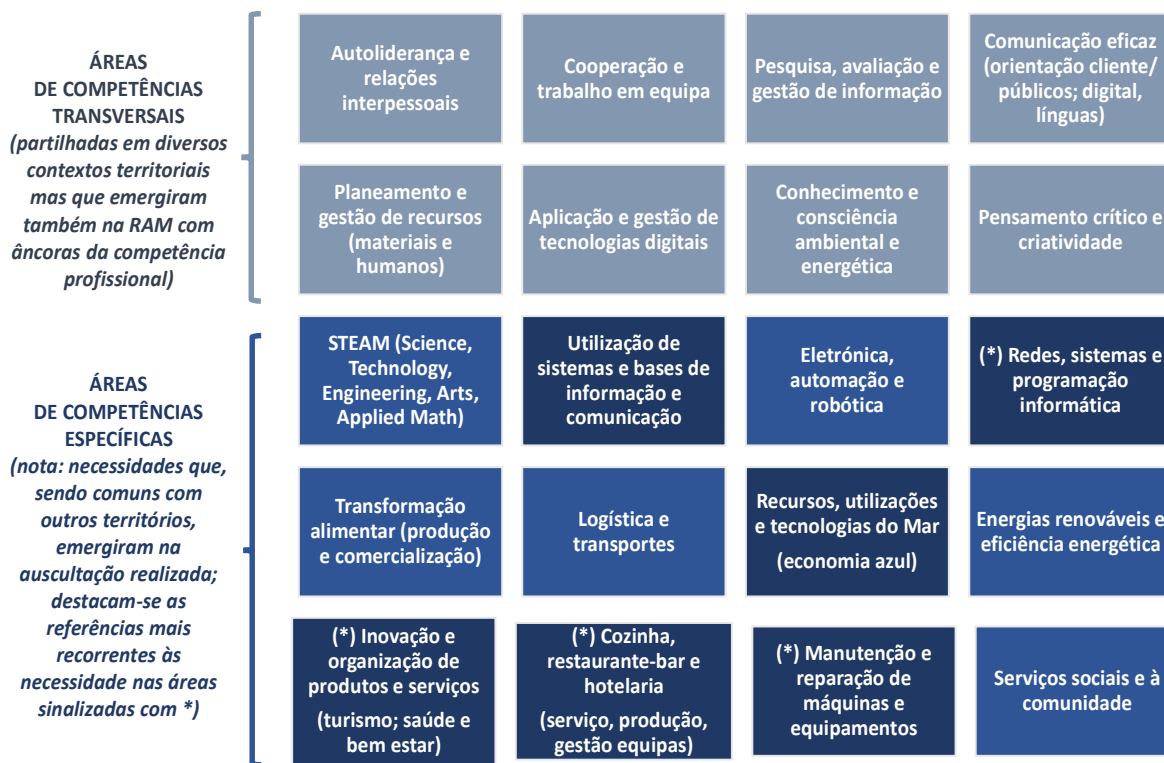 ÁREAS
DE COMPETÊNCIAS
TRANSVERSAIS
(partilhadas em diversos
contextos territoriais
mas que emergiram
também na RAM com
âncoras da competência
profissional)
Autoliderança e
relações
interpessoais
Cooperação e
trabalho em equipa
Pesquisa, avaliação e
gestão de informação
Comunicação eficaz
(orientação cliente/
públicos; digital,
línguas)
Planeamento e
gestão de recursos
(materiais e
humanos)
Aplicação e gestão de
tecnologias digitais
Conhecimento e
consciência
ambiental e
energética
Pensamento crítico e
criatividade
ÁREAS
DE COMPETÊNCIAS
ESPECÍFICAS
(nota: necessidades que,
sendo comuns com
outros territórios,
emergiram na
auscultação realizada;
destacam-se as
referências mais
recorrentes às
necessidade nas áreas
sinalizadas com *)
STEAM (Science,
Technology,
Engineering, Arts,
Applied Math)
Utilização de
sistemas e bases de
informação e
comunicação
Eletrónica,
automação e
robótica
(*) Redes, sistemas e
programação
informática
Transformação
alimentar (produção
e comercialização)
Logística e
transportes
Recursos, utilizações
e tecnologias do Mar
(economia azul)
Energias renováveis e
eficiência energética
(*) Inovação e
organização de
produtos e serviços
(turismo; saúde e
bem estar)
(*) Cozinha,
restaurante-bar e
hotelaria
(serviço, produção,
gestão equipas)
(*) Manutenção e
reparação de
máquinas e
equipamentos
Serviços sociais e à
comunidade